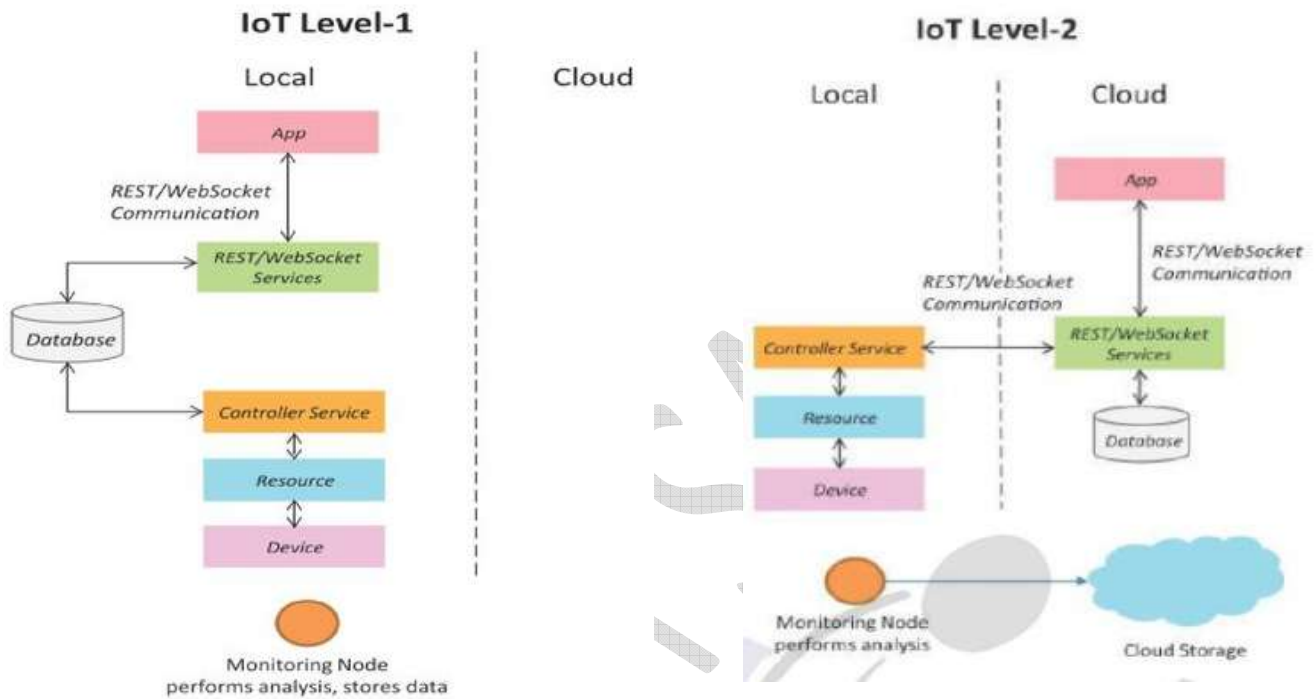 IoT Level-1
Local
Cloud
App
REST/WebSocket
Communication
REST/WebSocket
Services
Database
Controller Service
Resource
Device
Monitoring Node
performs analysis, stores data
IoT Level-2
Local
Cloud
App
REST/WebSocket
Communication
REST/WebSocket
Communication
Controller Service
REST/WebSocket
Services
Resource
Database
Device
Monitoring Node
performs analysis
Cloud Storage